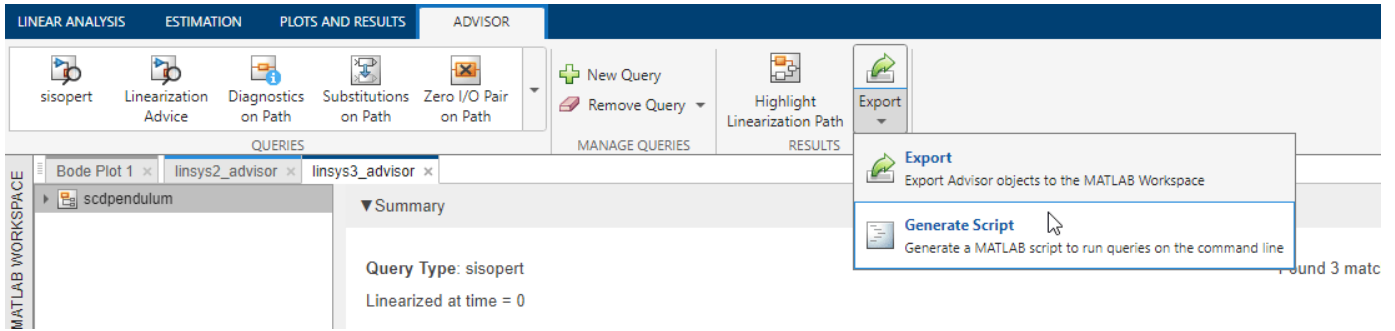 LINEAR ANALYSIS ESTIMATION PLOTS AND RESULTS ADVISOR
sisopert
Linearization
Advice
Diagnostics
on Path
Substitutions
on Path
Zero I/O Pair
on Path
New Query
Remove Query
Highlight
Linearization Path
Export
QUERIES MANAGE QUERIES RESULTS
Export
Export Advisor objects to the MATLAB Workspace
Generate Script
Generate a MATLAB script to run queries on the command line
MATLAB WORKSPACE
Bode Plot 1 linsys2_advisor linsys3_advisor
scdpendulum
Summary
Query Type: sisopert
Linearized at time = 0
3